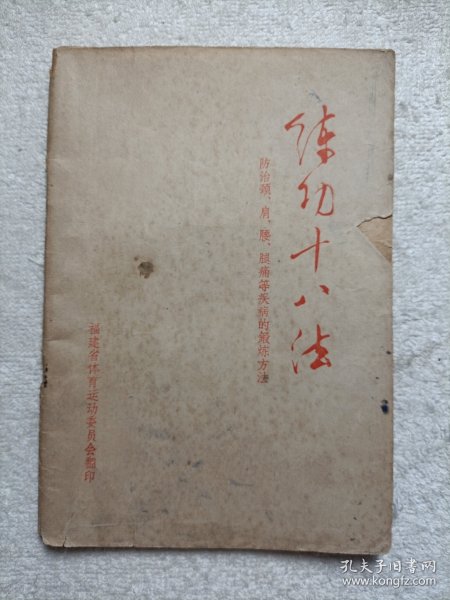 练功十八法
防治颈、肩、腰、腿痛等疾病的锻炼方法
福建省体育运动委员会翻印
孔夫子旧书网
www.kongfz.com